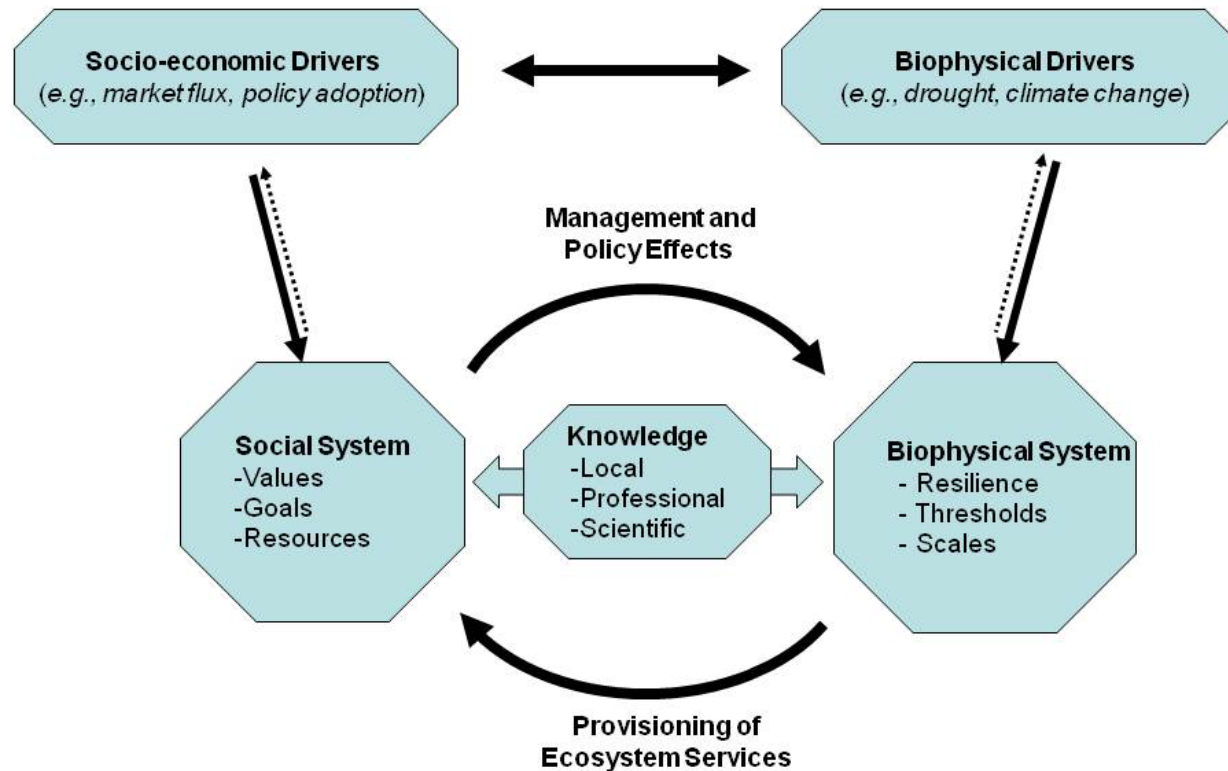 Socio-economic Drivers
(e.g., market flux, policy adoption)
Biophysical Drivers
(e.g., drought, climate change)
Management and
Policy Effects
Social System
-Values
-Goals
-Resources
Knowledge
-Local
-Professional
-Scientific
Biophysical System
- Resilience
- Thresholds
- Scales
Provisioning of
Ecosystem Services